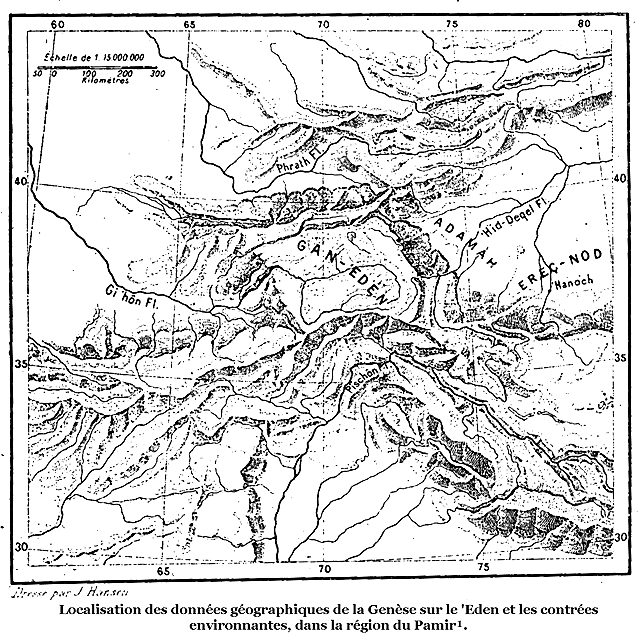 60 65 70 75 80
Echelle de 1: 15 000 000
50 0 100 200 300
Kilomètres
Phrath Fl.
40 40
ADAMAH
Hid-Deqel Fl.
GAN-EDEN
EREÇ-NOD
Hanoch
Gi hôn Fl.
35 35
Pischon
30 30
65 70 75
Dressé par J Hansen
Localisation des données géographiques de la Genèse sur le 'Eden et les contrées
environnantes, dans la région du Pamir¹.